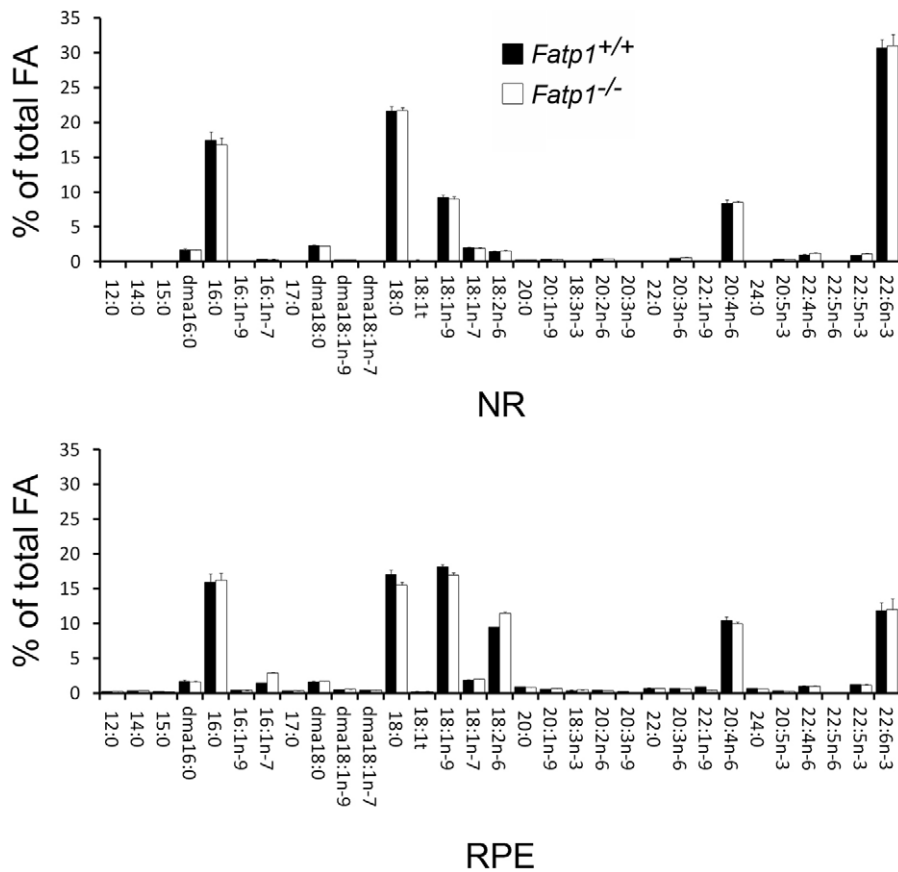 35
30
25
20
15
10
5
0
% of total FA
Fatp1+/+
Fatp1-/-
12:0
14:0
15:0
dma16:0
16:0
16:1n-9
16:1n-7
17:0
dma18:0
dma18:1n-9
dma18:1n-7
18:0
18:1t
18:1n-9
18:1n-7
18:2n-6
20:0
20:1n-9
18:3n-3
20:2n-6
20:3n-9
22:0
20:3n-6
22:1n-9
20:4n-6
24:0
20:5n-3
22:4n-6
22:5n-6
22:5n-3
22:6n-3
NR
35
30
25
20
15
10
5
0
% of total FA
12:0
14:0
15:0
dma16:0
16:0
16:1n-9
16:1n-7
17:0
dma18:0
dma18:1n-9
dma18:1n-7
18:0
18:1t
18:1n-9
18:1n-7
18:2n-6
20:0
20:1n-9
18:3n-3
20:2n-6
20:3n-9
22:0
20:3n-6
22:1n-9
20:4n-6
24:0
20:5n-3
22:4n-6
22:5n-6
22:5n-3
22:6n-3
RPE